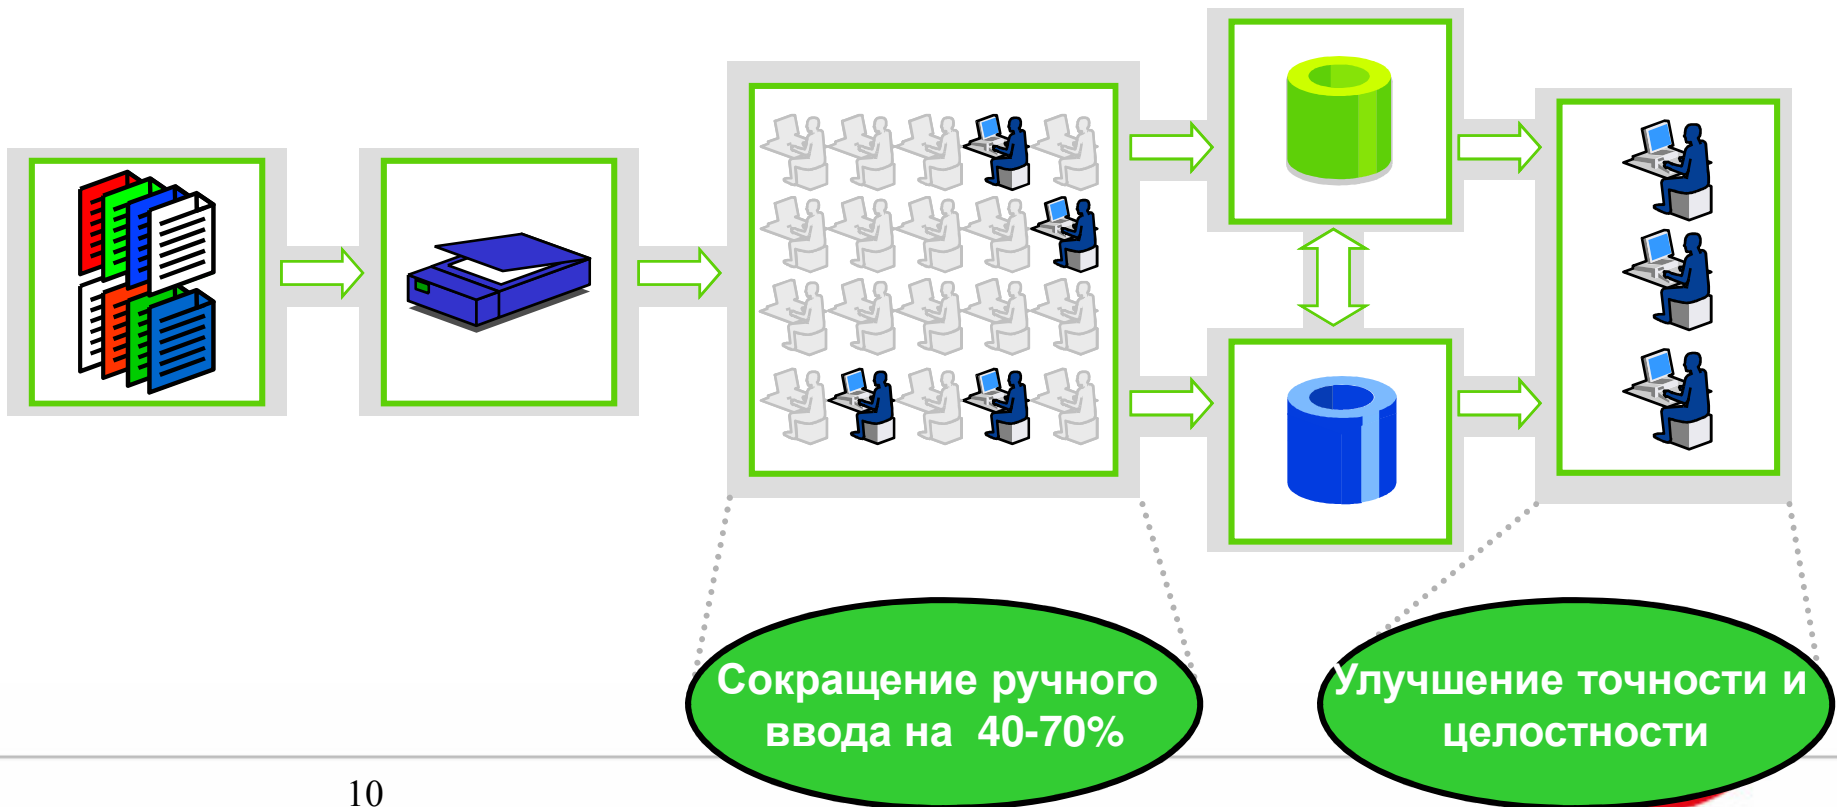 Сокращение ручного
ввода на 40-70%
Улучшение точности и
целостности
10